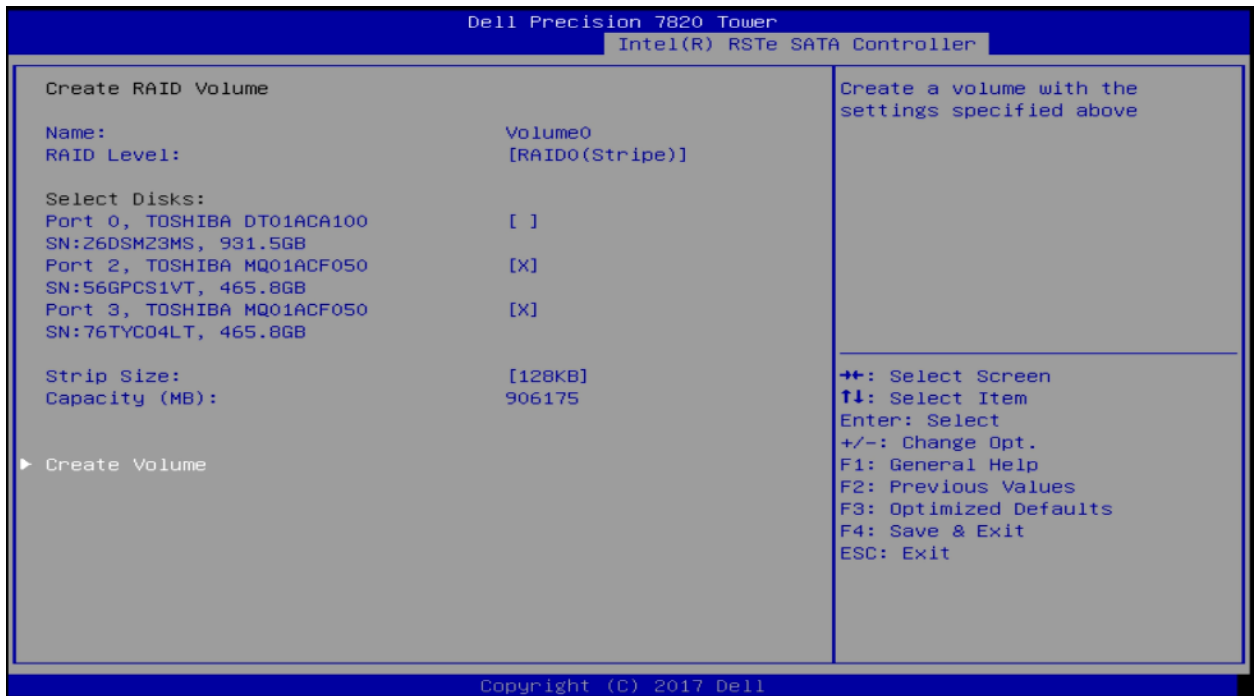 Dell Precision 7820 Tower
Intel(R) RSTe SATA Controller
Create RAID Volume
Name: Volume0
RAID Level: [RAID0(Stripe)]
Select Disks:
Port 0, TOSHIBA DT01ACA100 [ ]
SN:Z6DSMZ3MS, 931.5GB
Port 2, TOSHIBA MQ01ACF050 [X]
SN:56GPCS1VT, 465.8GB
Port 3, TOSHIBA MQ01ACF050 [X]
SN:76TYC04LT, 465.8GB
Strip Size: [128KB]
Capacity (MB): 906175
► Create Volume
Create a volume with the
settings specified above
→←: Select Screen
↑↓: Select Item
Enter: Select
+/-: Change Opt.
F1: General Help
F2: Previous Values
F3: Optimized Defaults
F4: Save & Exit
ESC: Exit
Copyright (C) 2017 Dell